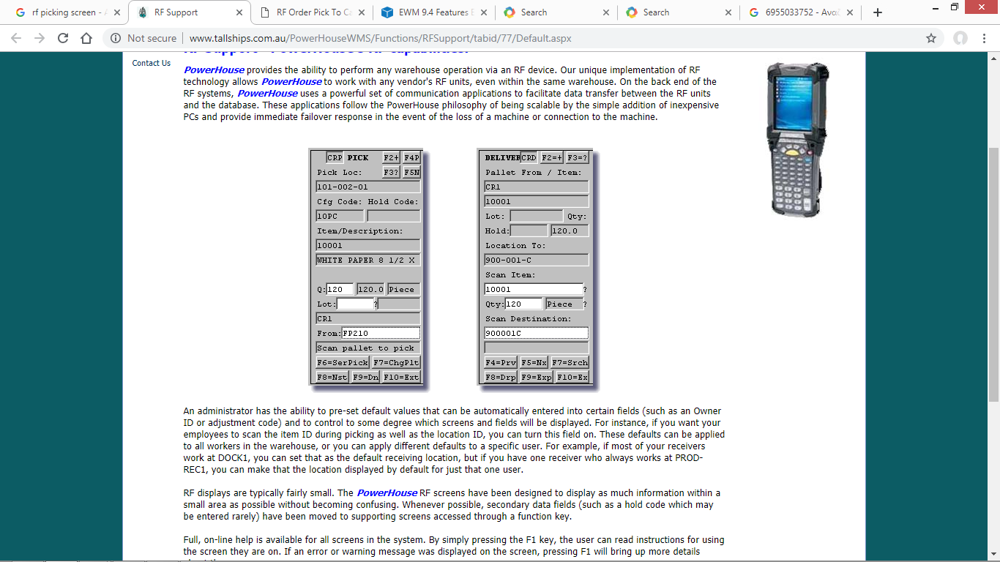 rf picking screen - A
RF Support
RF Order Pick To Ca
EWM 9.4 Features E
Search
Search
6955033752 - Αναζ
Not secure | www.tallships.com.au/PowerHouseWMS/Functions/RFSupport/tabid/77/Default.aspx
Contact Us
RF Support - PowerHouse's RF capabilities.
PowerHouse provides the ability to perform any warehouse operation via an RF device. Our unique implementation of RF
technology allows PowerHouse to work with any vendor's RF units, even within the same warehouse. On the back end of the
RF systems, PowerHouse uses a powerful set of communication applications to facilitate data transfer between the RF units
and the database. These applications follow the PowerHouse philosophy of being scalable by the simple addition of inexpensive
PCs and provide immediate failover response in the event of the loss of a machine or connection to the machine.
CRP PICK F2+ F4P
Pick Loc: F3? F5N
101-002-01
Cfg Code: Hold Code:
10PC
Item/Description:
10001
WHITE PAPER 8 1/2 X
Q: 120 120.0 Piece
Lot: ?
CR1
From: FP210
Scan pallet to pick
F6=SerPick F7=ChgPlt
F8=Nst F9=Dn F10=Ext
DELIVER CRD F2=+ F3=?
Pallet From / Item:
CR1
10001
Lot: Qty:
Hold: 120.0
Location To:
900-001-C
Scan Item:
10001 ?
Qty: 120 Piece ?
Scan Destination:
900001C
F4=Prv F5=Nx F7=Srch
F8=Drp F9=Exp F10=Ex
An administrator has the ability to pre-set default values that can be automatically entered into certain fields (such as an Owner
ID or adjustment code) and to control to some degree which screens and fields will be displayed. For instance, if you want your
employees to scan the item ID during picking as well as the location ID, you can turn this field on. These defaults can be applied
to all workers in the warehouse, or you can apply different defaults to a specific user. For example, if most of your receivers
work at DOCK1, you can set that as the default receiving location, but if you have one receiver who always works at PROD-
REC1, you can make that the location displayed by default for just that one user.
RF displays are typically fairly small. The PowerHouse RF screens have been designed to display as much information within a
small area as possible without becoming confusing. Whenever possible, secondary data fields (such as a hold code which may
be entered rarely) have been moved to supporting screens accessed through a function key.
Full, on-line help is available for all screens in the system. By simply pressing the F1 key, the user can read instructions for using
the screen they are on. If an error or warning message was displayed on the screen, pressing F1 will bring up more details